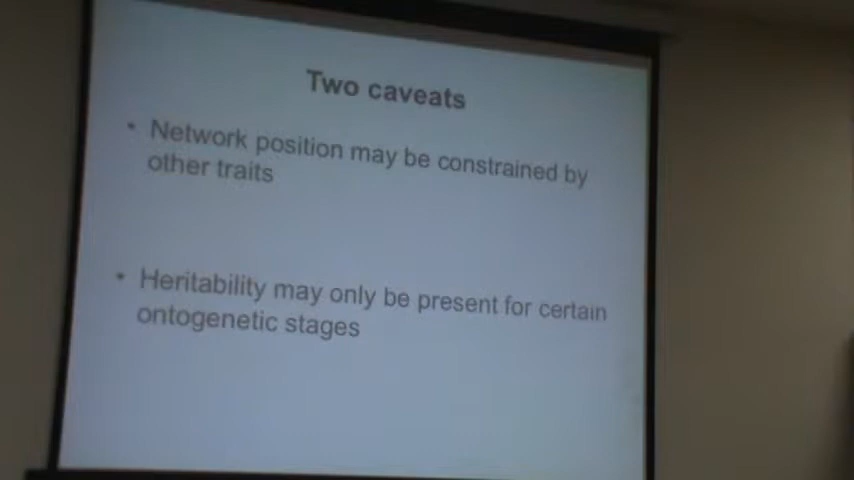 Two caveats
• Network position may be constrained by
other traits
• Heritability may only be present for certain
ontogenetic stages